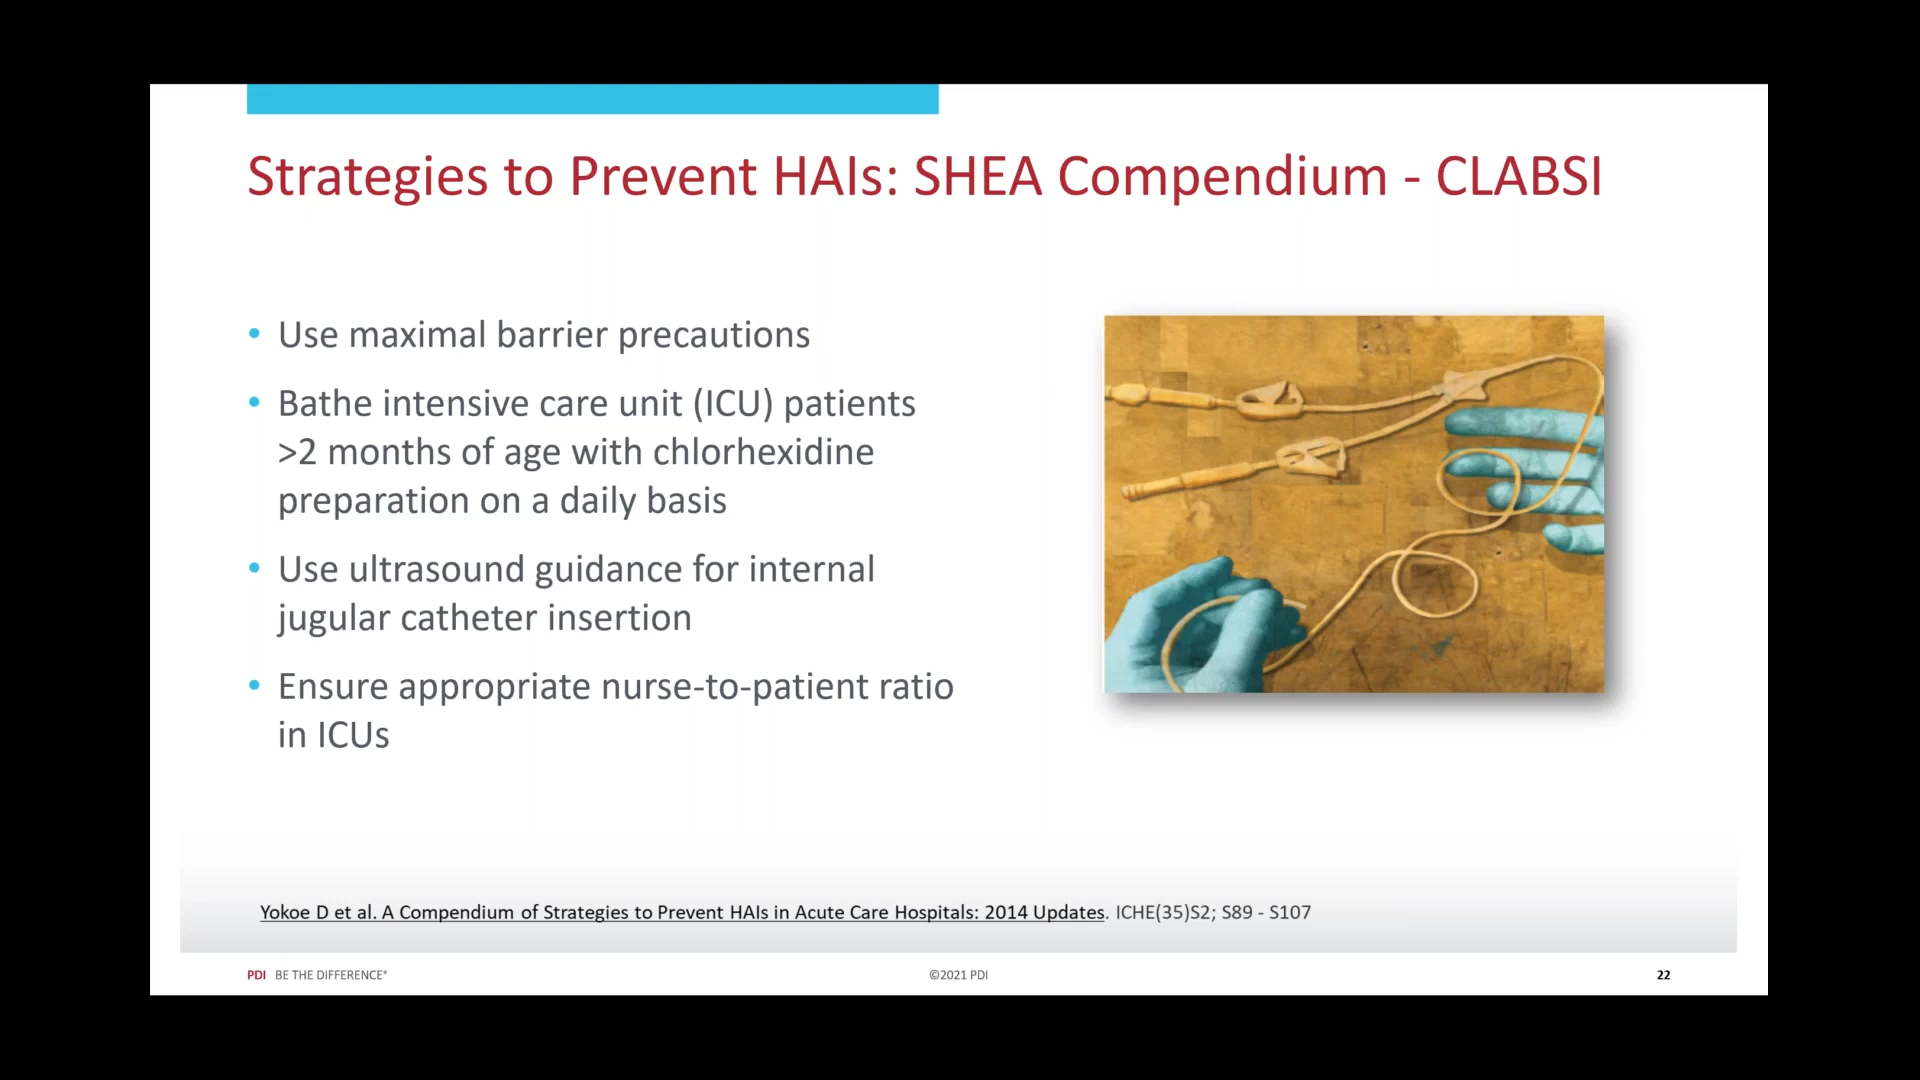 Strategies to Prevent HAIs: SHEA Compendium - CLABSI
• Use maximal barrier precautions
• Bathe intensive care unit (ICU) patients
>2 months of age with chlorhexidine
preparation on a daily basis
• Use ultrasound guidance for internal
jugular catheter insertion
• Ensure appropriate nurse-to-patient ratio
in ICUs
Yokoe D et al. A Compendium of Strategies to Prevent HAIs in Acute Care Hospitals: 2014 Updates. ICHE(35)S2; S89 - S107
PDI BE THE DIFFERENCE®
©2021 PDI
22